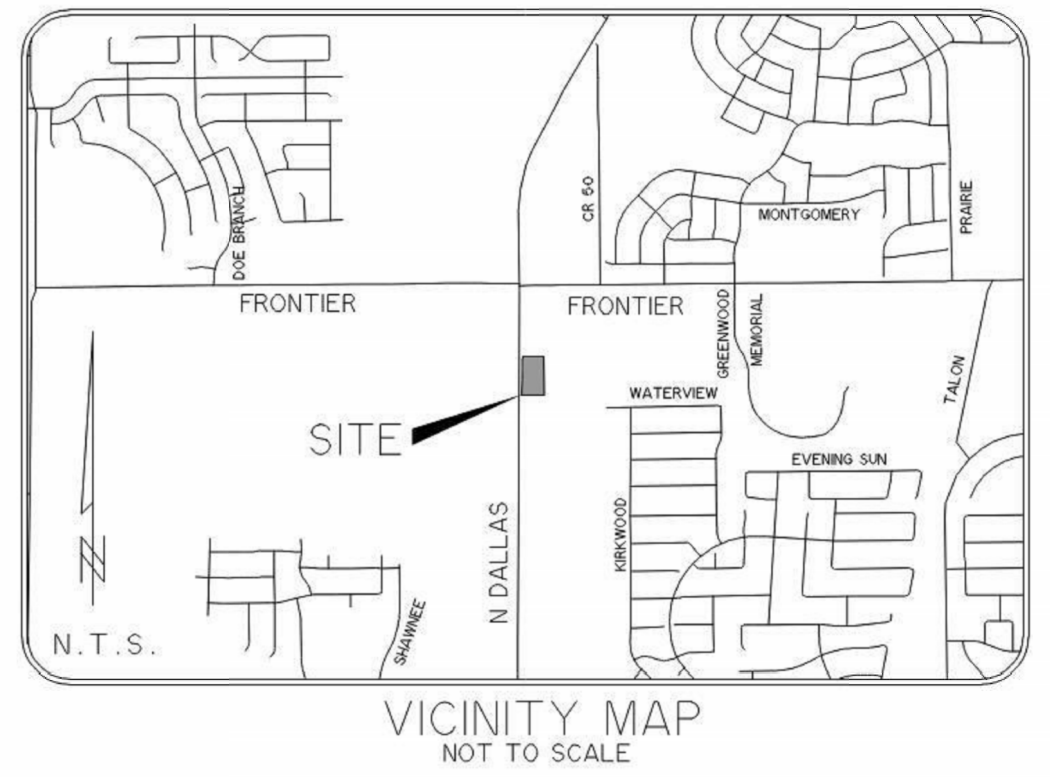 CR 60
MONTGOMERY
PRAIRIE
DOE BRANCH
FRONTIER
FRONTIER
GREENWOOD
MEMORIAL
WATERVIEW
TALON
SITE
EVENING SUN
KIRKWOOD
N DALLAS
N
SHAWNEE
N.T.S.
VICINITY MAP
NOT TO SCALE